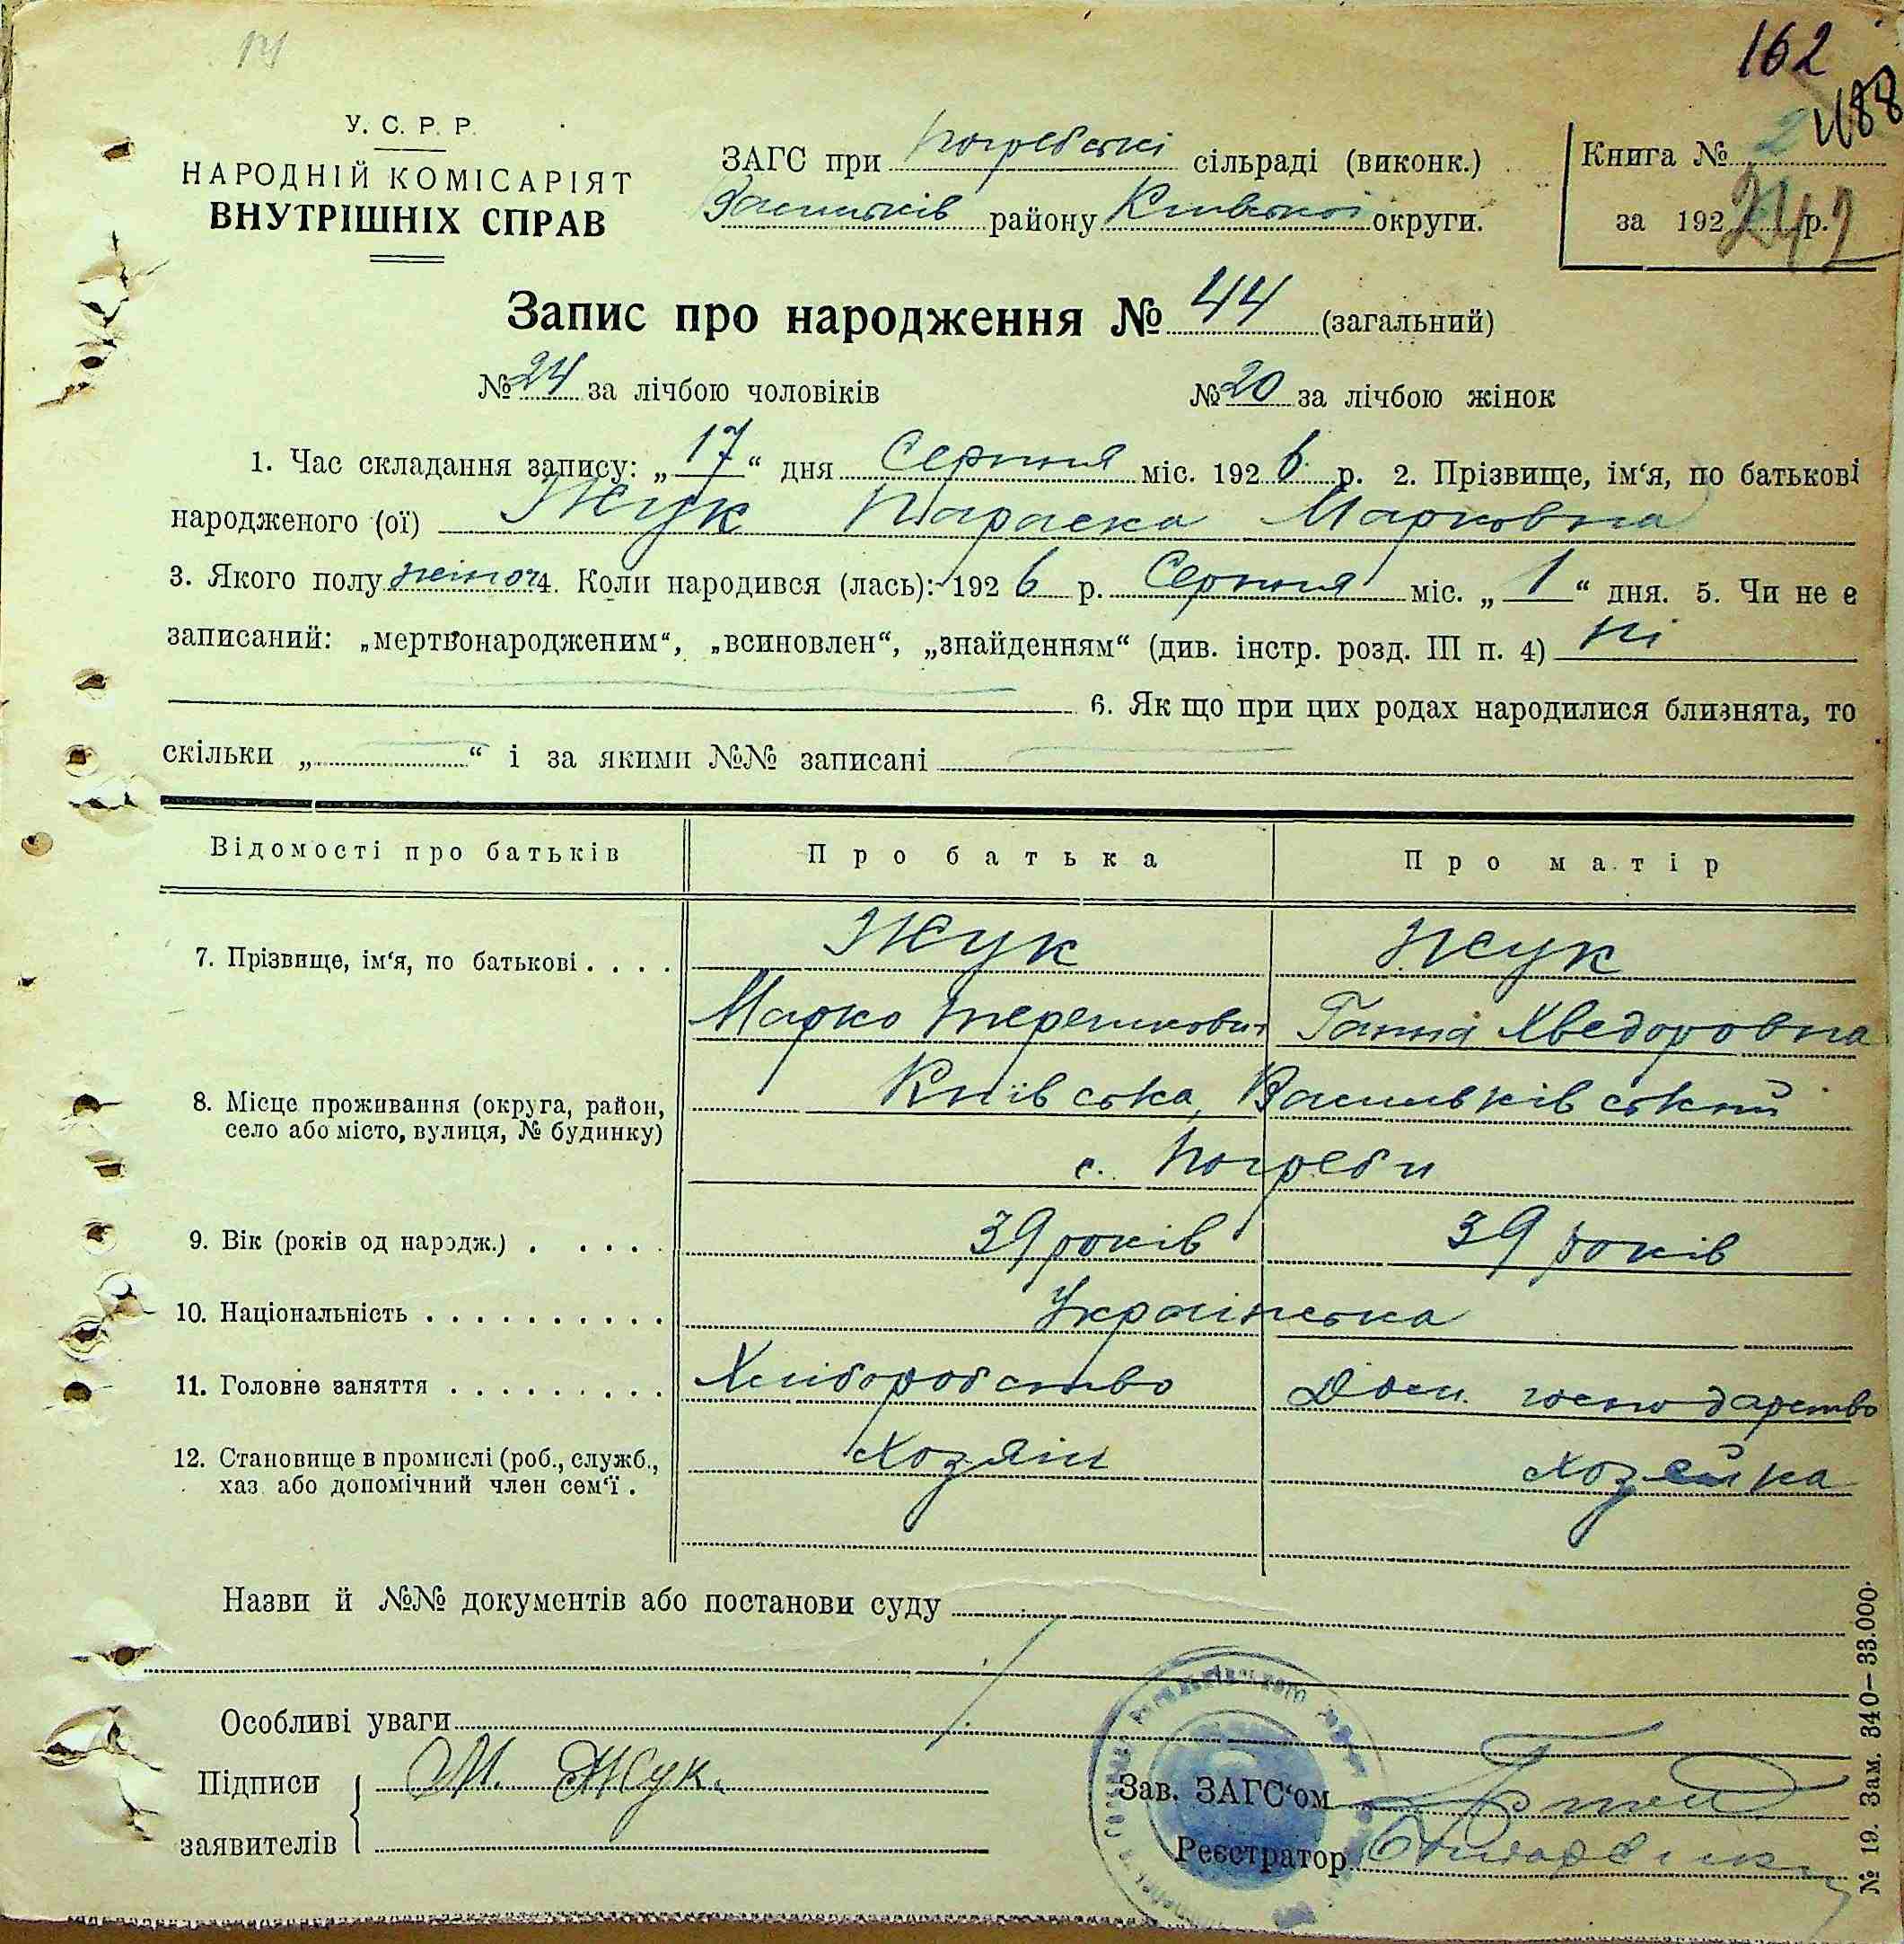 14
162
488
У. С. Р. Р.
НАРОДНІЙ КОМІСАРІЯТ
ВНУТРІШНІХ СПРАВ
ЗАГС при Погребській сільраді (виконк.)
Васильків району Київської округи.
Книга № 2
за 192 р.
242
Запис про народження № 44 (загальний)
№ 24 за лічбою чоловіків № 20 за лічбою жінок
1. Час складання запису: „17“ дня Серпня міс. 1926 р. 2. Прізвище, ім‘я, по батькові
народженого (ої) Жук Параска Марковна
3. Якого полу жіноч 4. Коли народився (лась): 1926 р. Серпня міс. „1“ дня. 5. Чи не є
записаний: „мертвонародженим“, „всиновлен“, „знайденням“ (див. інстр. розд. III п. 4) Ні
6. Як що при цих родах народилися близнята, то
скільки „ “ і за якими №№ записані
Відомості про батьків Про батька Про матір
7. Прізвище, ім‘я, по батькові . . . . Жук Жук
Марко Терешкович Ганна Хведоровна
8. Місце проживання (округа, район, село або місто, вулиця, № будинку) Київська, Васильківський
с. Погреби
9. Вік (років од народж.) . . . . . 39 років 39 років
10. Національність . . . . . . . . . . Українська
11. Головне заняття . . . . . . . . . Хліборобство Дом. господарство
12. Становище в промислі (роб., служб., Хозяїн Хозейка
хаз. або допомічний член сем‘ї .
Назви й №№ документів або постанови суду
Особливі уваги
Підписи М. Жук.
заявителів
Зав. ЗАГС‘ом
Реєстратор
№ 19. Зам. 340—33.000.